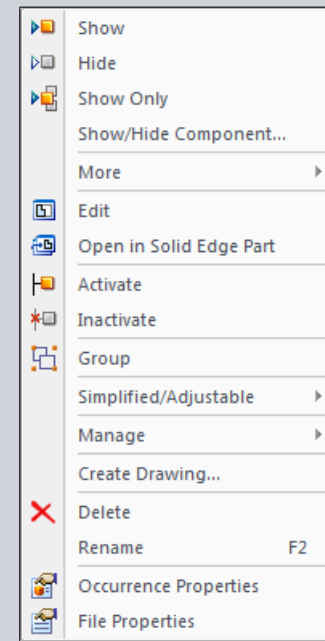 Show
Hide
Show Only
Show/Hide Component...
More
Edit
Open in Solid Edge Part
Activate
Inactivate
Group
Simplified/Adjustable
Manage
Create Drawing...
Delete
Rename F2
Occurrence Properties
File Properties